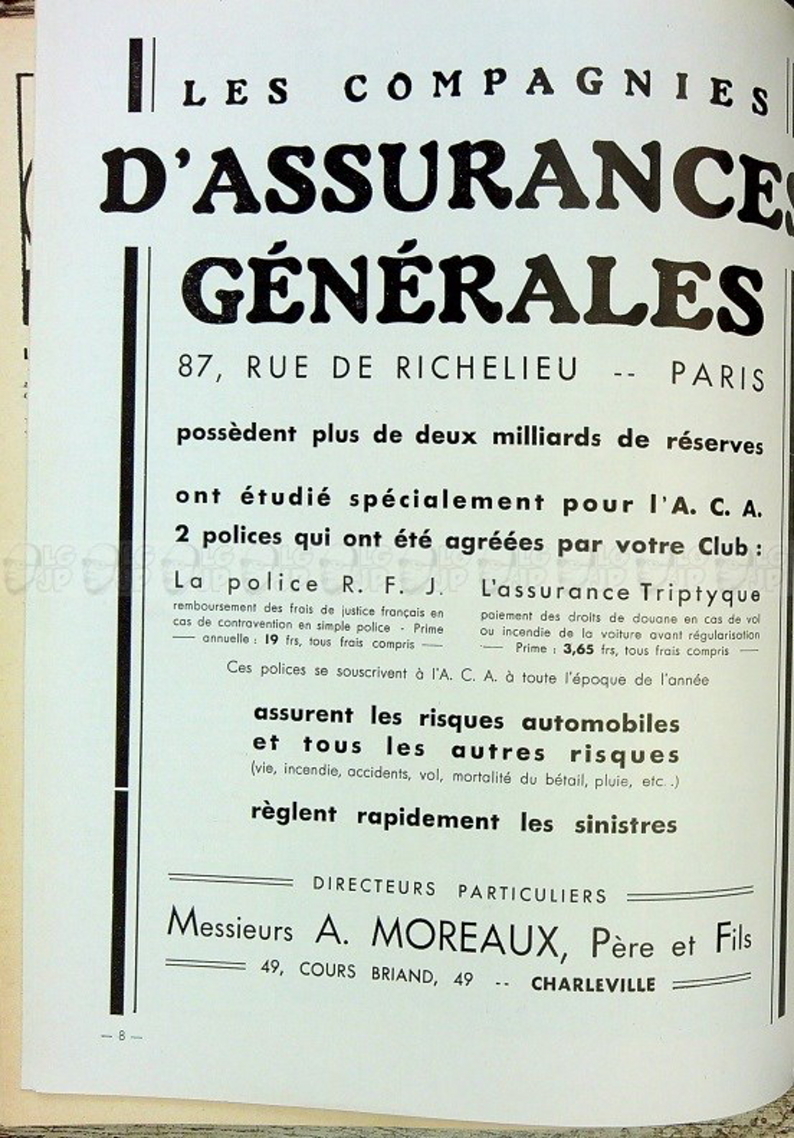 LES COMPAGNIES
D'ASSURANCES
GÉNÉRALES
87, RUE DE RICHELIEU -- PARIS
possèdent plus de deux milliards de réserves
ont étudié spécialement pour l'A. C. A.
2 polices qui ont été agréées par votre Club :
La police R. F. J.
remboursement des frais de justice français en
cas de contravention en simple police - Prime
— annuelle : 19 frs, tous frais compris —
L'assurance Triptyque
paiement des droits de douane en cas de vol
ou incendie de la voiture avant régularisation
— Prime : 3,65 frs, tous frais compris —
Ces polices se souscrivent à l'A. C. A. à toute l'époque de l'année
assurent les risques automobiles
et tous les autres risques
(vie, incendie, accidents, vol, mortalité du bétail, pluie, etc..)
règlent rapidement les sinistres
DIRECTEURS PARTICULIERS
Messieurs A. MOREAUX, Père et Fils
49, COURS BRIAND, 49 -- CHARLEVILLE
— 8 —